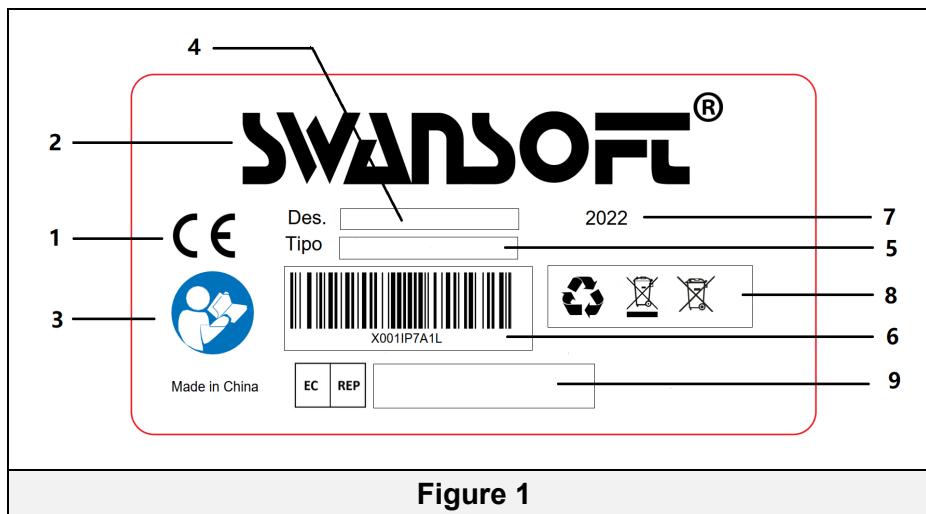 4
2
SWANSOFT®
1
CE
Des.
2022
7
Tipo
5
3
X001IP7A1L
8
6
Made in China
EC REP
9
Figure 1